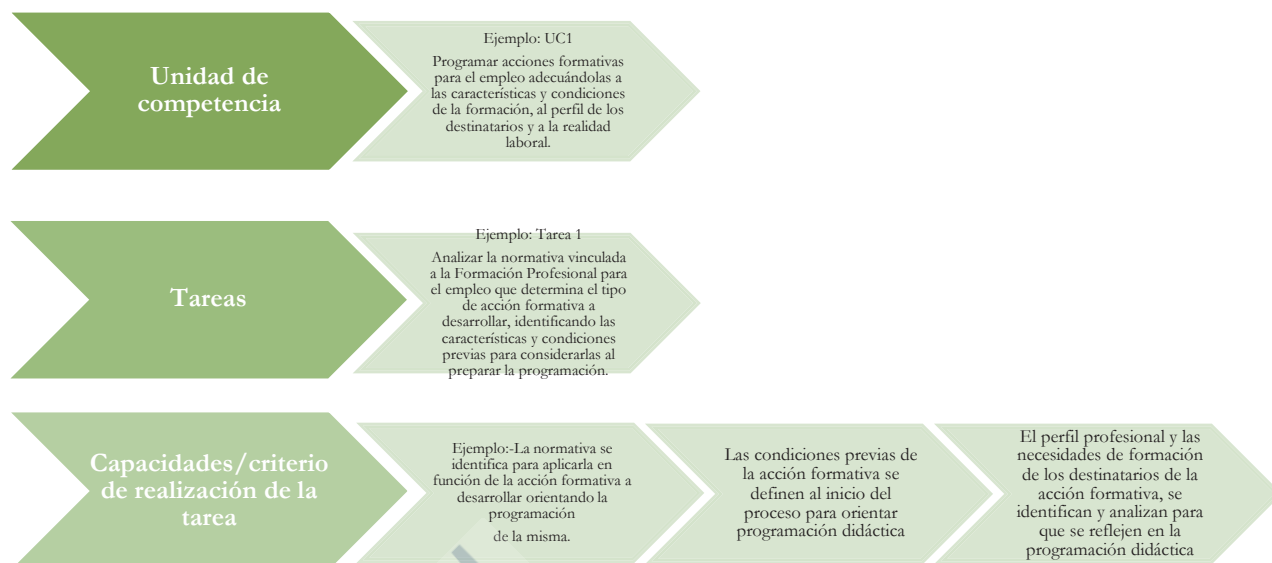 Unidad de
competencia
Ejemplo: UC1
Programar acciones formativas
para el empleo adecuándolas a
las características y condiciones
de la formación, al perfil de los
destinatarios y a la realidad
laboral.
Tareas
Ejemplo: Tarea 1
Analizar la normativa vinculada
a la Formación Profesional para
el empleo que determina el tipo
de acción formativa a
desarrollar, identificando las
características y condiciones
previas para considerarlas al
preparar la programación.
Capacidades/criterio
de realización de la
tarea
Ejemplo:-La normativa se
identifica para aplicarla en
función de la acción formativa a
desarrollar orientando la
programación
de la misma.
Las condiciones previas de
la acción formativa se
definen al inicio del
proceso para orientar
programación didáctica
El perfil profesional y las
necesidades de formación
de los destinatarios de la
acción formativa, se
identifican y analizan para
que se reflejen en la
programación didáctica